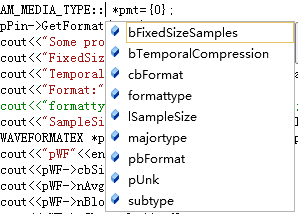 AM_MEDIA_TYPE:: *pmt={0};
pPin->GetForma
cout<<"Some pro
cout<<"FixedSiz
cout<<"Temporal
cout<<"Format:"
cout<<"formatty
cout<<"SampleSi
WAVEFORMATEX *p
cout<<"pWF"<<en
cout<<pWF->cbSi
cout<<pWF->nAvg
cout<<pWF->nBlo
bFixedSizeSamples
bTemporalCompression
cbFormat
formattype
lSampleSize
majortype
pbFormat
pUnk
subtype